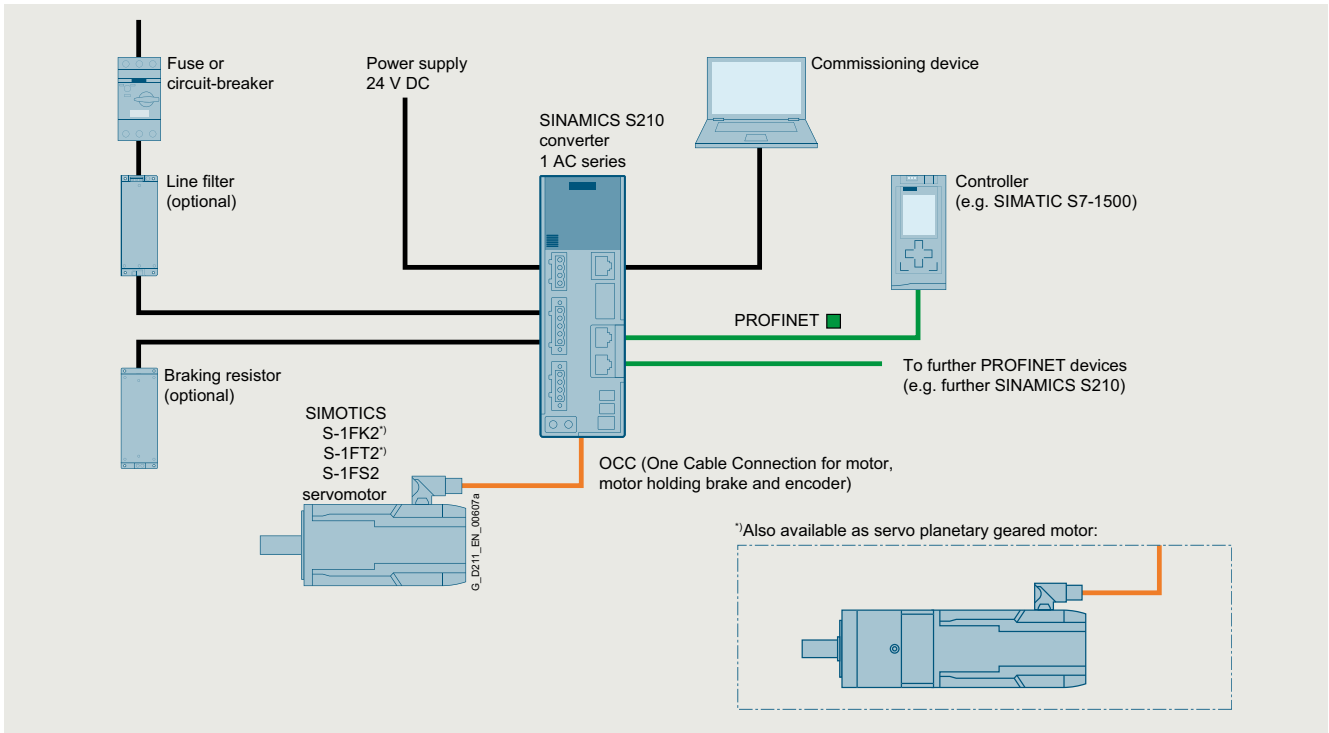 Fuse or
circuit-breaker
Power supply
24 V DC
SINAMICS S210
converter
1 AC series
Commissioning device
Line filter
(optional)
Controller
(e.g. SIMATIC S7-1500)
PROFINET
To further PROFINET devices
(e.g. further SINAMICS S210)
Braking resistor
(optional)
SIMOTICS
S-1FK2*)
S-1FT2*)
S-1FS2
servomotor
OCC (One Cable Connection for motor,
motor holding brake and encoder)
G_D211_EN_00607a
*)Also available as servo planetary geared motor: